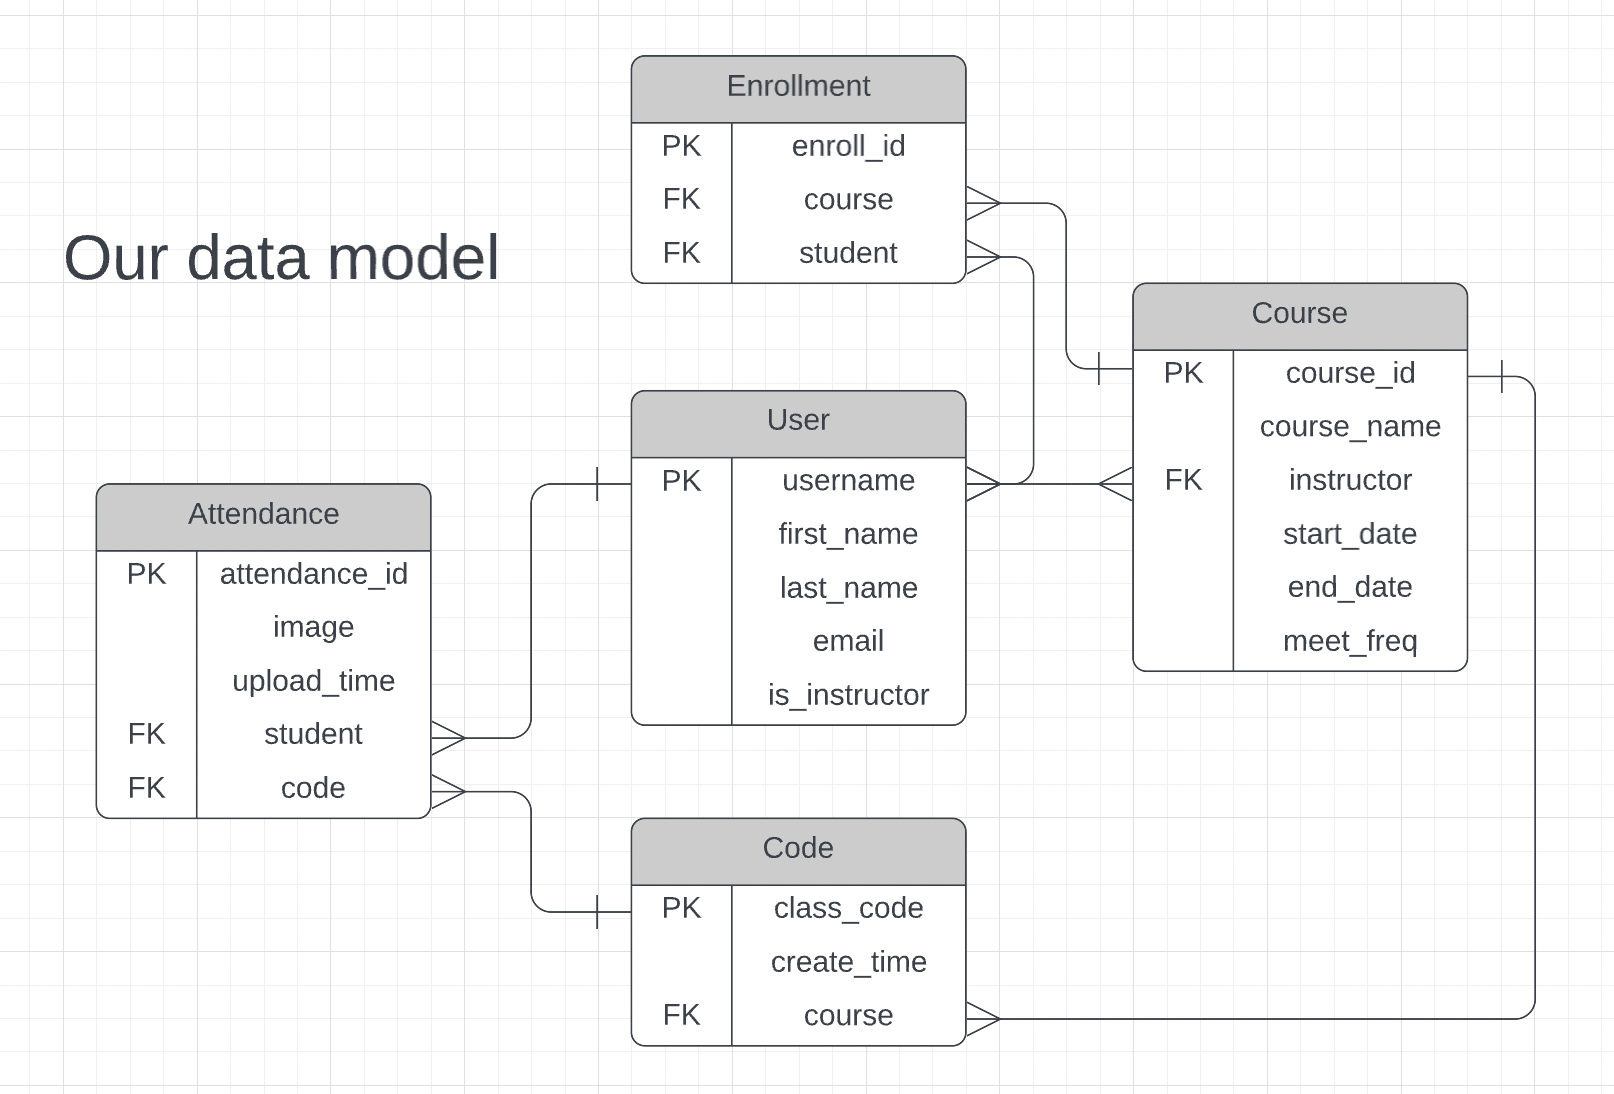 Our data model
Enrollment
PK enroll_id
FK course
FK student
Course
PK course_id
course_name
FK instructor
start_date
end_date
meet_freq
User
PK username
first_name
last_name
email
is_instructor
Attendance
PK attendance_id
image
upload_time
FK student
FK code
Code
PK class_code
create_time
FK course